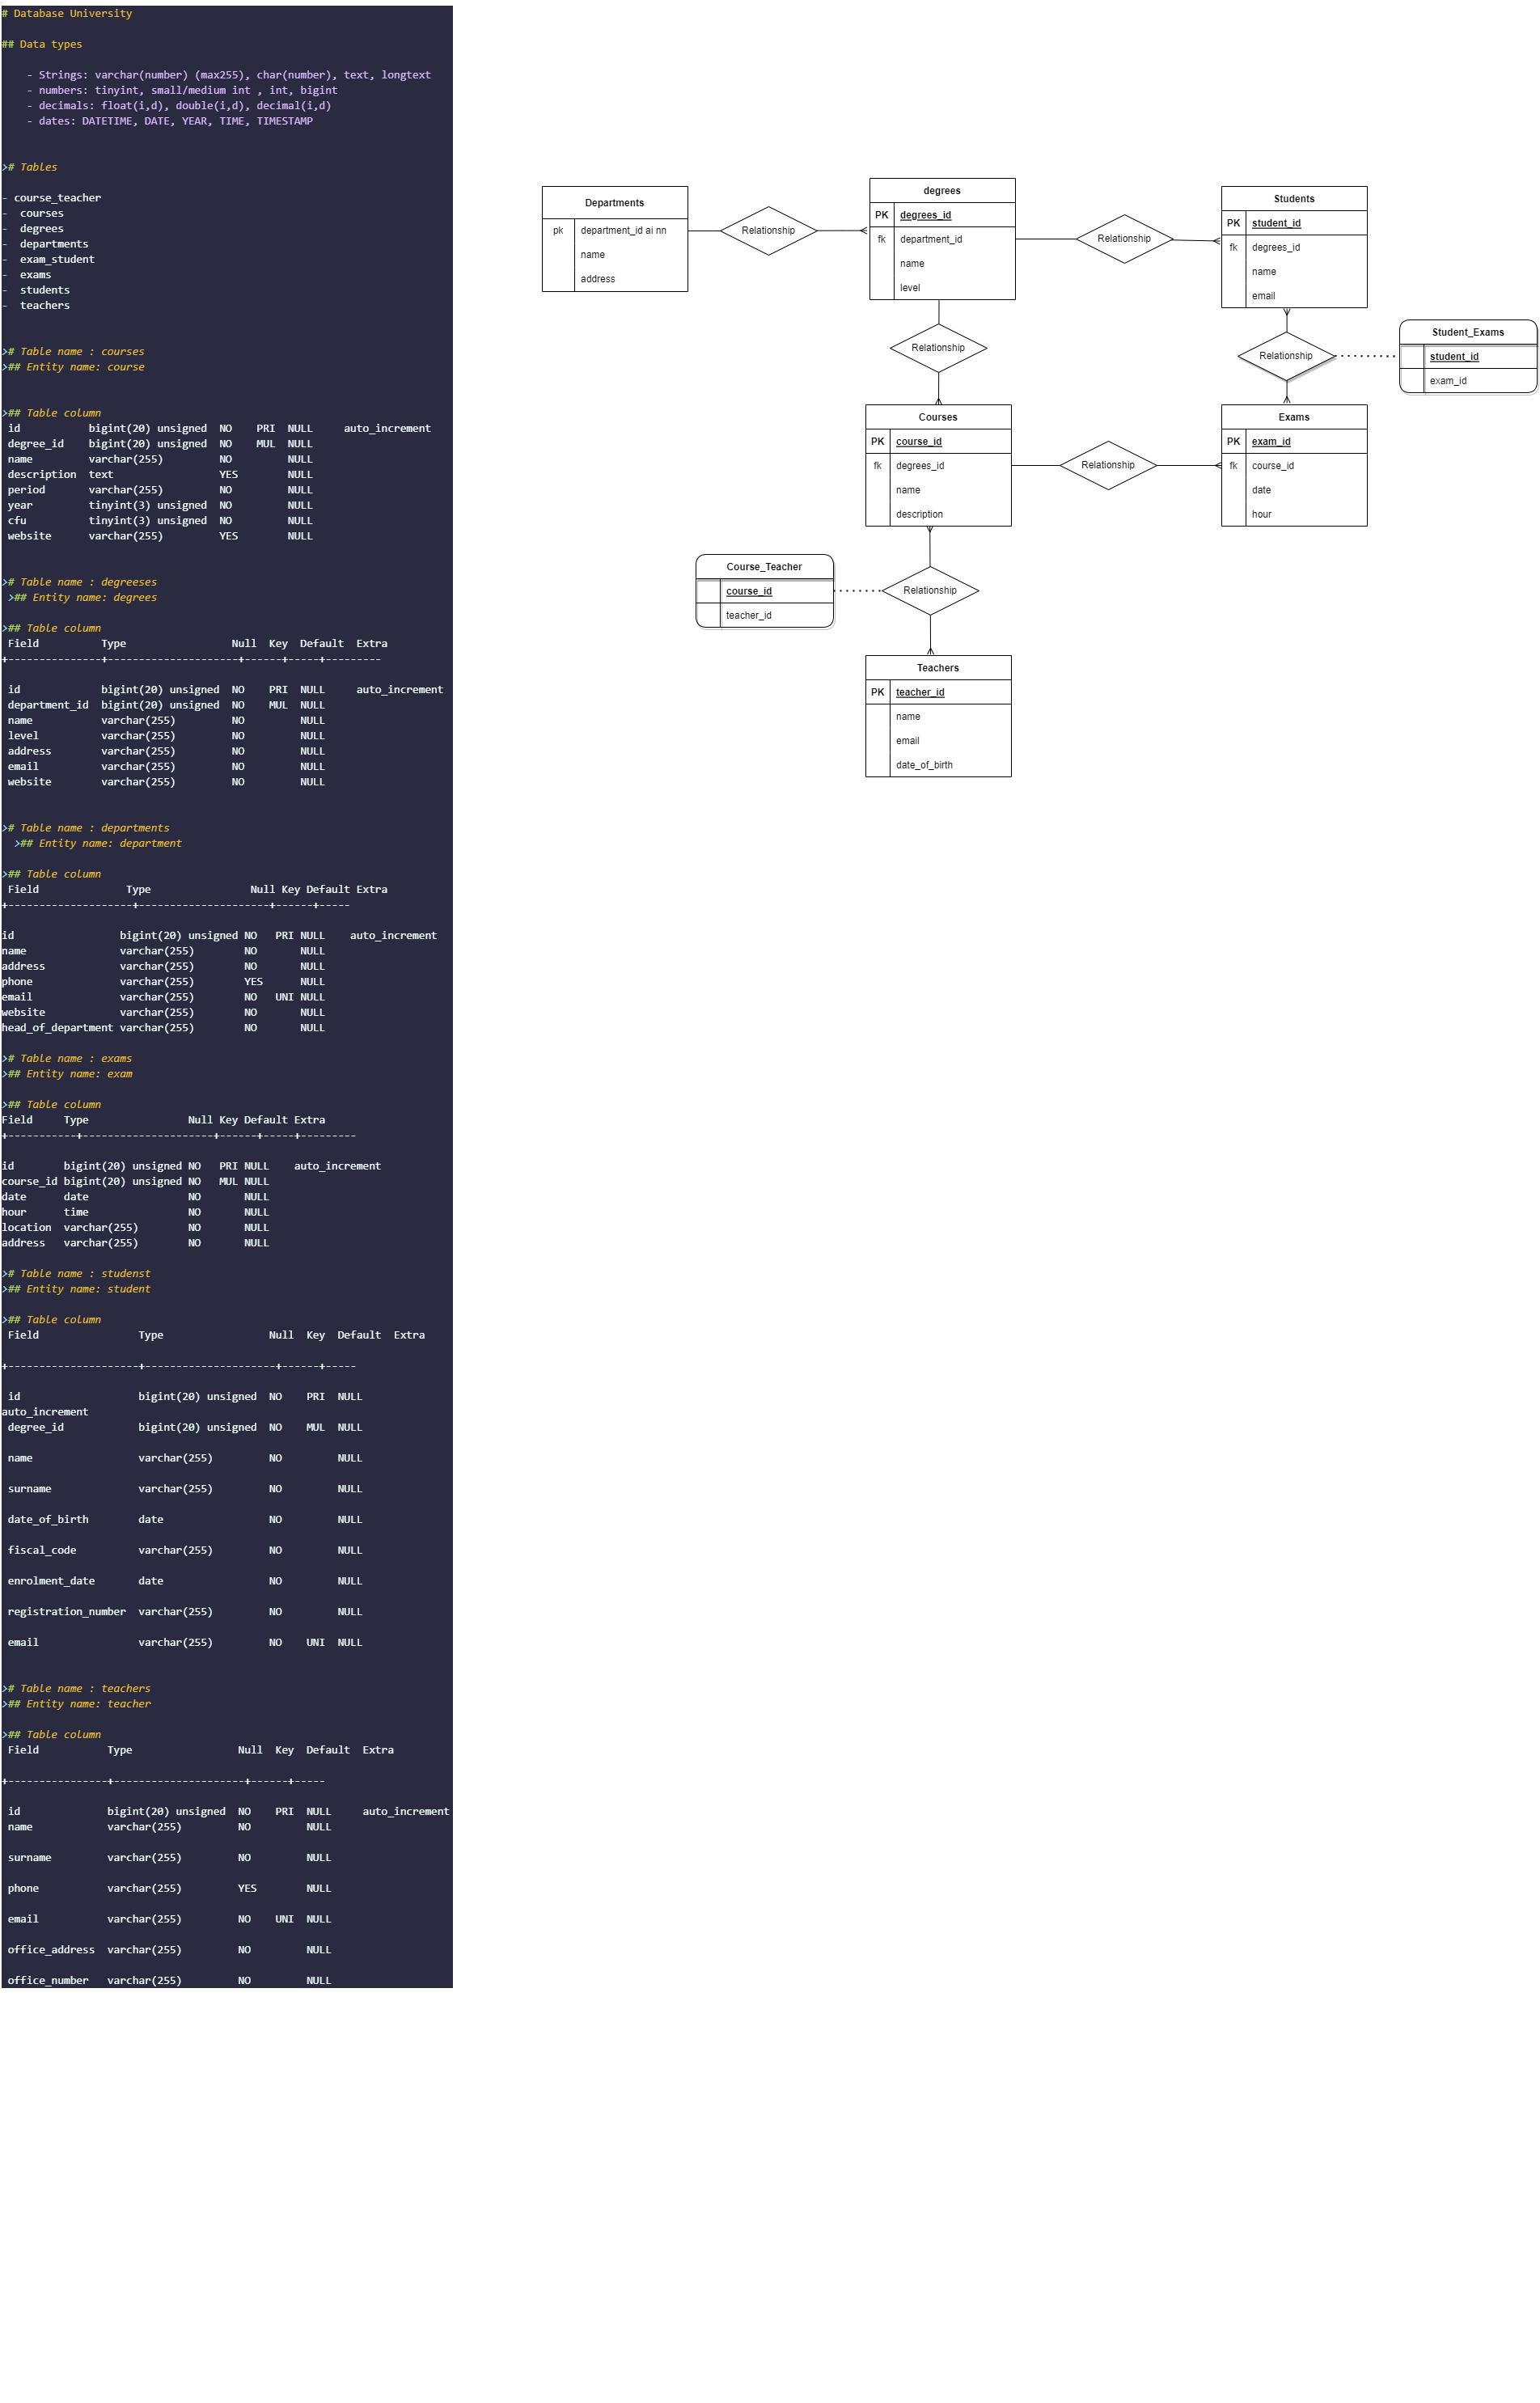 # Database University
## Data types
- Strings: varchar(number) (max255), char(number), text, longtext
- numbers: tinyint, small/medium int , int, bigint
- decimals: float(i,d), double(i,d), decimal(i,d)
- dates: DATETIME, DATE, YEAR, TIME, TIMESTAMP
># Tables
- course_teacher
- courses
- degrees
- departments
- exam_student
- exams
- students
- teachers
># Table name : courses
>## Entity name: course
>## Table column
id bigint(20) unsigned NO PRI NULL auto_increment
degree_id bigint(20) unsigned NO MUL NULL
name varchar(255) NO NULL
description text YES NULL
period varchar(255) NO NULL
year tinyint(3) unsigned NO NULL
cfu tinyint(3) unsigned NO NULL
website varchar(255) YES NULL
># Table name : degreeses
>## Entity name: degrees
>## Table column
Field Type Null Key Default Extra
+---------------+---------------------+------+-----+---------
id bigint(20) unsigned NO PRI NULL auto_increment
department_id bigint(20) unsigned NO MUL NULL
name varchar(255) NO NULL
level varchar(255) NO NULL
address varchar(255) NO NULL
email varchar(255) NO NULL
website varchar(255) NO NULL
># Table name : departments
>## Entity name: department
>## Table column
Field Type Null Key Default Extra
+--------------------+---------------------+------+-----
id bigint(20) unsigned NO PRI NULL auto_increment
name varchar(255) NO NULL
address varchar(255) NO NULL
phone varchar(255) YES NULL
email varchar(255) NO UNI NULL
website varchar(255) NO NULL
head_of_department varchar(255) NO NULL
># Table name : exams
>## Entity name: exam
>## Table column
Field Type Null Key Default Extra
+-----------+---------------------+------+-----+---------
id bigint(20) unsigned NO PRI NULL auto_increment
course_id bigint(20) unsigned NO MUL NULL
date date NO NULL
hour time NO NULL
location varchar(255) NO NULL
address varchar(255) NO NULL
># Table name : studenst
>## Entity name: student
>## Table column
Field Type Null Key Default Extra
+---------------------+---------------------+------+-----
id bigint(20) unsigned NO PRI NULL
auto_increment
degree_id bigint(20) unsigned NO MUL NULL
name varchar(255) NO NULL
surname varchar(255) NO NULL
date_of_birth date NO NULL
fiscal_code varchar(255) NO NULL
enrolment_date date NO NULL
registration_number varchar(255) NO NULL
email varchar(255) NO UNI NULL
># Table name : teachers
>## Entity name: teacher
>## Table column
Field Type Null Key Default Extra
+----------------+---------------------+------+-----
id bigint(20) unsigned NO PRI NULL auto_increment
name varchar(255) NO NULL
surname varchar(255) NO NULL
phone varchar(255) YES NULL
email varchar(255) NO UNI NULL
office_address varchar(255) NO NULL
office_number varchar(255) NO NULL
Departments
pk department_id ai nn
name
address
Relationship
degrees
PK degrees_id
fk department_id
name
level
Relationship
Students
PK student_id
fk degrees_id
name
email
Relationship
Relationship
Student_Exams
student_id
exam_id
Courses
PK course_id
fk degrees_id
name
description
Relationship
Exams
PK exam_id
fk course_id
date
hour
Course_Teacher
course_id
teacher_id
Relationship
Teachers
PK teacher_id
name
email
date_of_birth